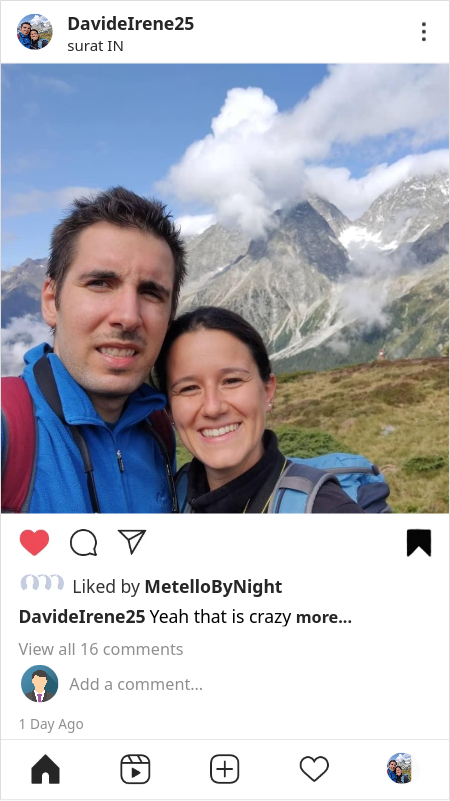 DavideIrene25
surat IN
Liked by MetelloByNight
DavideIrene25 Yeah that is crazy more...
View all 16 comments
Add a comment...
1 Day Ago